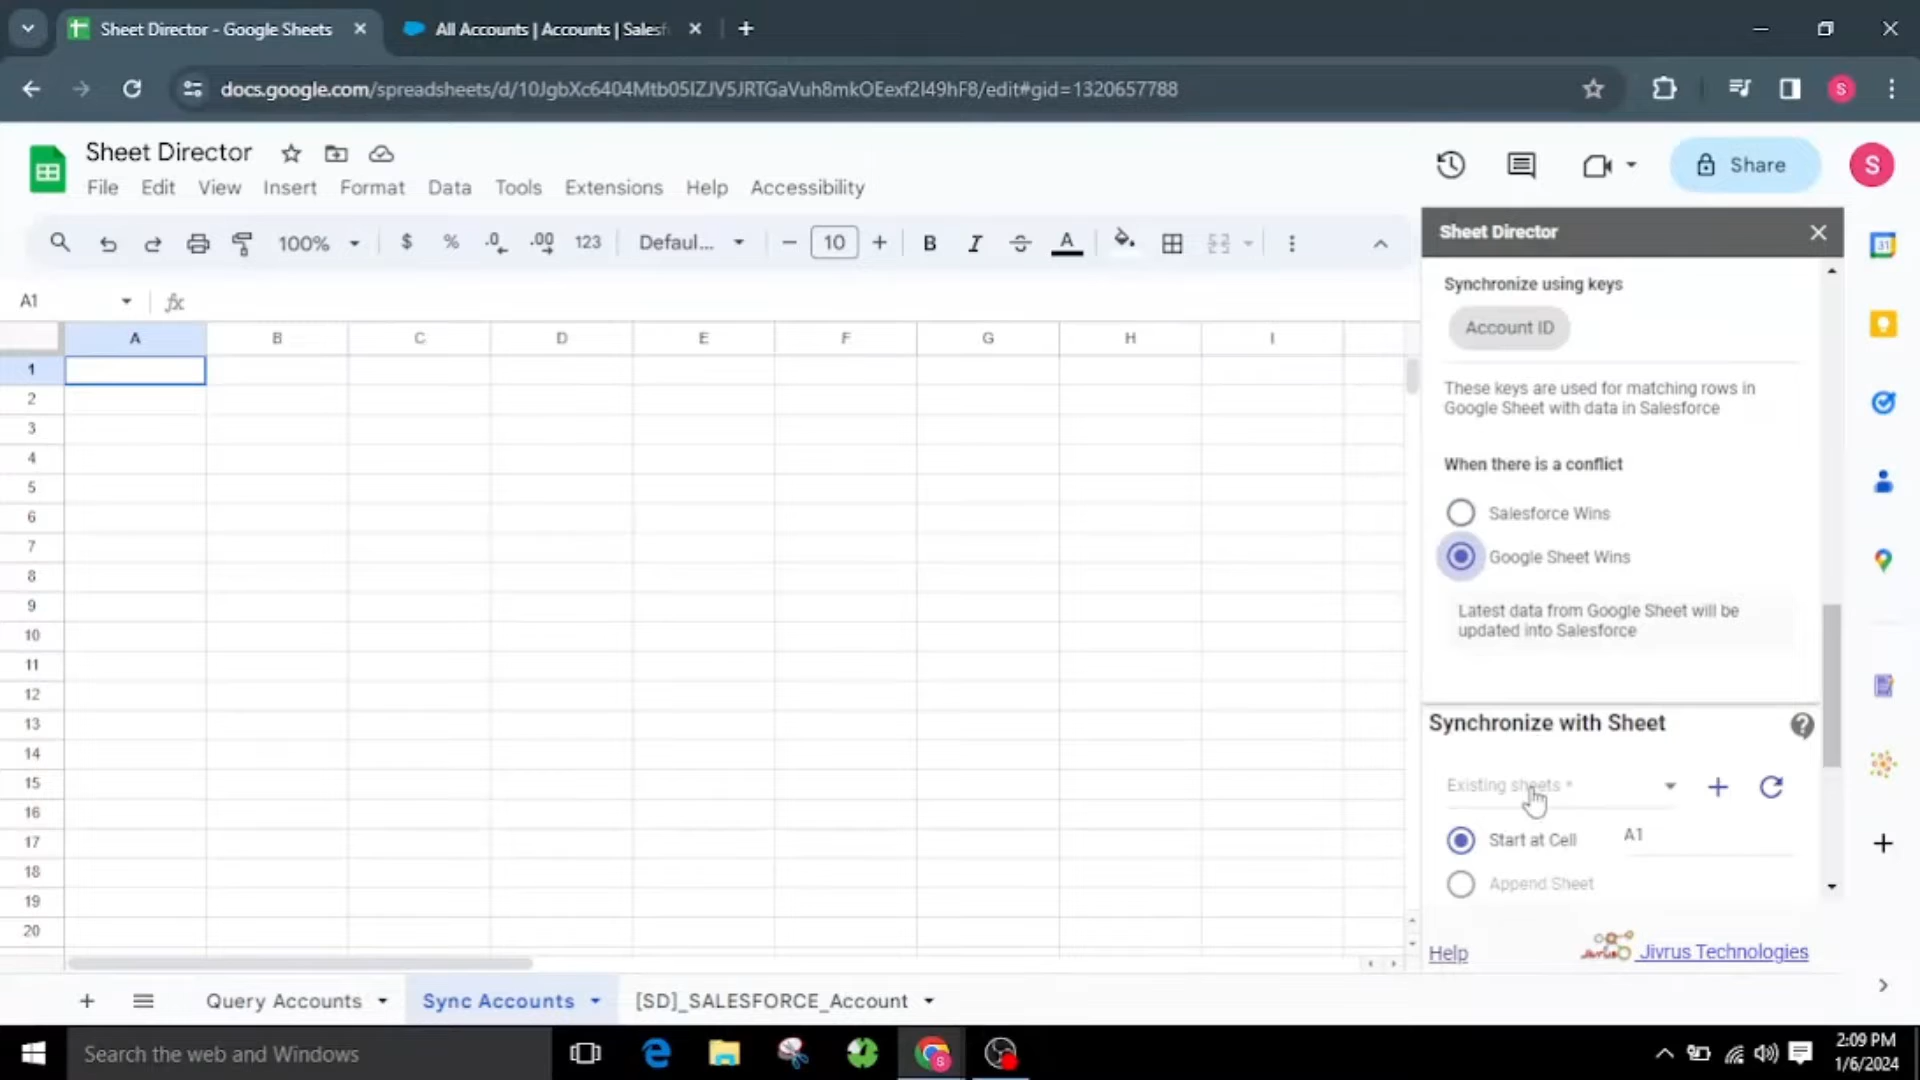 Sheet Director - Google Sheets
All Accounts | Accounts | Salesf
docs.google.com/spreadsheets/d/10JgbXc6404Mtb05IZJV5JRTGaVuh8mkOEexf2I49hF8/edit#gid=1320657788
S
Sheet Director
File Edit View Insert Format Data Tools Extensions Help Accessibility
Share
S
100% $ % .0 .00 123 Defaul... 10 B I A
A1 fx
A B C D E F G H I
1
2
3
4
5
6
7
8
9
10
11
12
13
14
15
16
17
18
19
20
Sheet Director
Synchronize using keys
Account ID
These keys are used for matching rows in
Google Sheet with data in Salesforce
When there is a conflict
Salesforce Wins
Google Sheet Wins
Latest data from Google Sheet will be
updated into Salesforce
Synchronize with Sheet
Existing sheets *
Start at Cell A1
Append Sheet
Help Jivrus Technologies
31
Query Accounts Sync Accounts [SD]_SALESFORCE_Account
Search the web and Windows
S
2:09 PM
1/6/2024